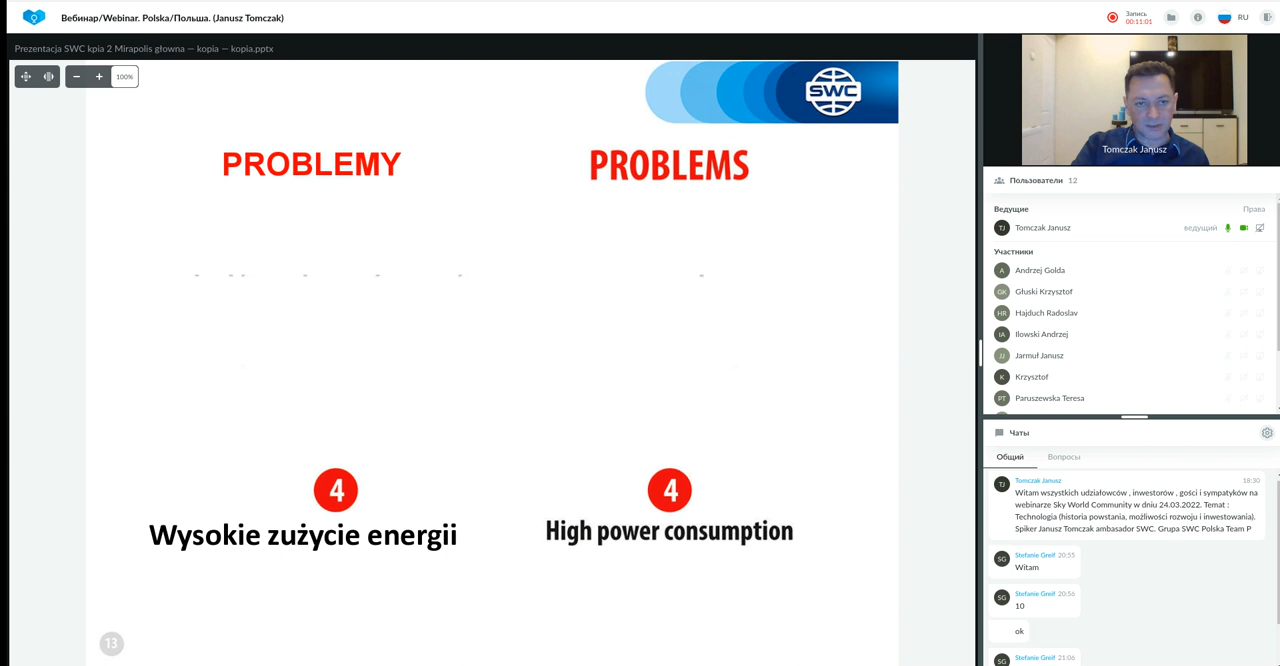 Вебинар/Webinar. Polska/Польша. (Janusz Tomczak)
Запись
00:11:01
RU
Prezentacja SWC kpia 2 Mirapolis głowna — kopia — kopia.pptx
100%
SWC
PROBLEMY
PROBLEMS
4
Wysokie zużycie energii
4
High power consumption
13
Tomczak Janusz
Пользователи 12
Ведущие
Права
TJ
Tomczak Janusz
ведущий
Участники
A
Andrzej Golda
GK
Głuski Krzysztof
HR
Hajduch Radoslav
IA
Ilowski Andrzej
JJ
Jarmuł Janusz
K
Krzysztof
PT
Paruszewska Teresa
Чаты
Общий
Вопросы
TJ
Tomczak Janusz 18:30
Witam wszystkich udziałowców , inwestorów , gości i sympatyków na
webinarze Sky World Community w dniu 24.03.2022. Temat :
Technologia (historia powstania, możliwości rozwoju i inwestowania).
Spiker Janusz Tomczak ambasador SWC. Grupa SWC Polska Team P
SG
Stefanie Greif 20:55
Witam
SG
Stefanie Greif 20:56
10
ok
SG
Stefanie Greif 21:06